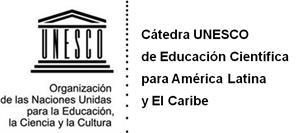 UNESCO
Organización
de las Naciones Unidas
para la Educación,
la Ciencia y la Cultura
Cátedra UNESCO
de Educación Científica
para América Latina
y El Caribe